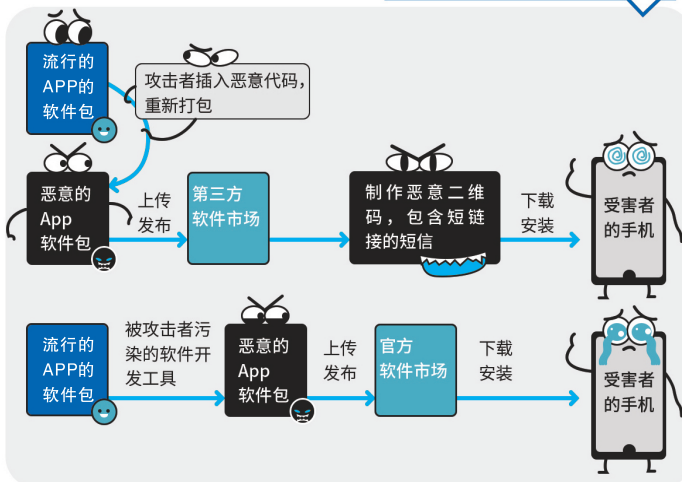 流行的
APP的
软件包
攻击者插入恶意代码，
重新打包
恶意的
App
软件包
上传
发布
第三方
软件市场
制作恶意二维
码，包含短链
接的短信
下载
安装
受害者
的手机
流行的
APP的
软件包
被攻击者污
染的软件开
发工具
恶意的
App
软件包
上传
发布
官方
软件市场
下载
安装
受害者
的手机